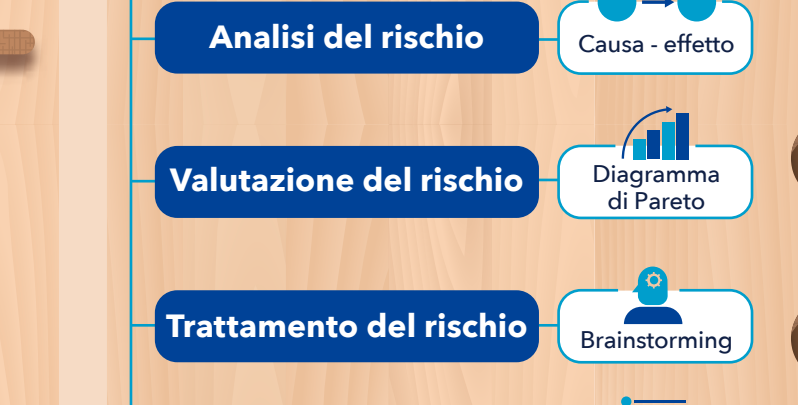 Analisi del rischio
Causa - effetto
Valutazione del rischio
Diagramma
di Pareto
Trattamento del rischio
Brainstorming